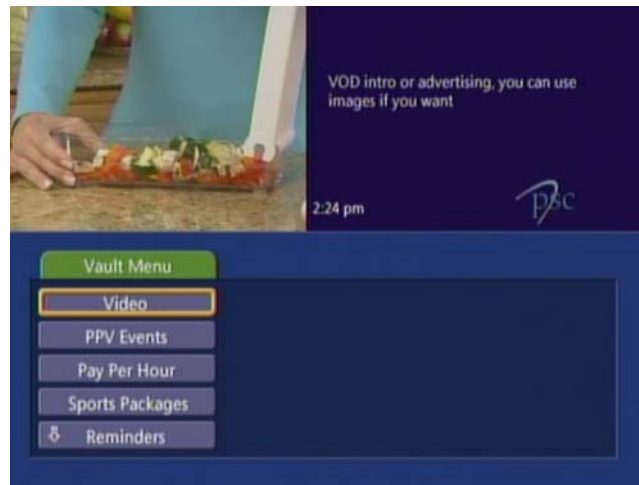 VOD intro or advertising, you can use
images if you want
2:24 pm
psc
Vault Menu
Video
PPV Events
Pay Per Hour
Sports Packages
Reminders